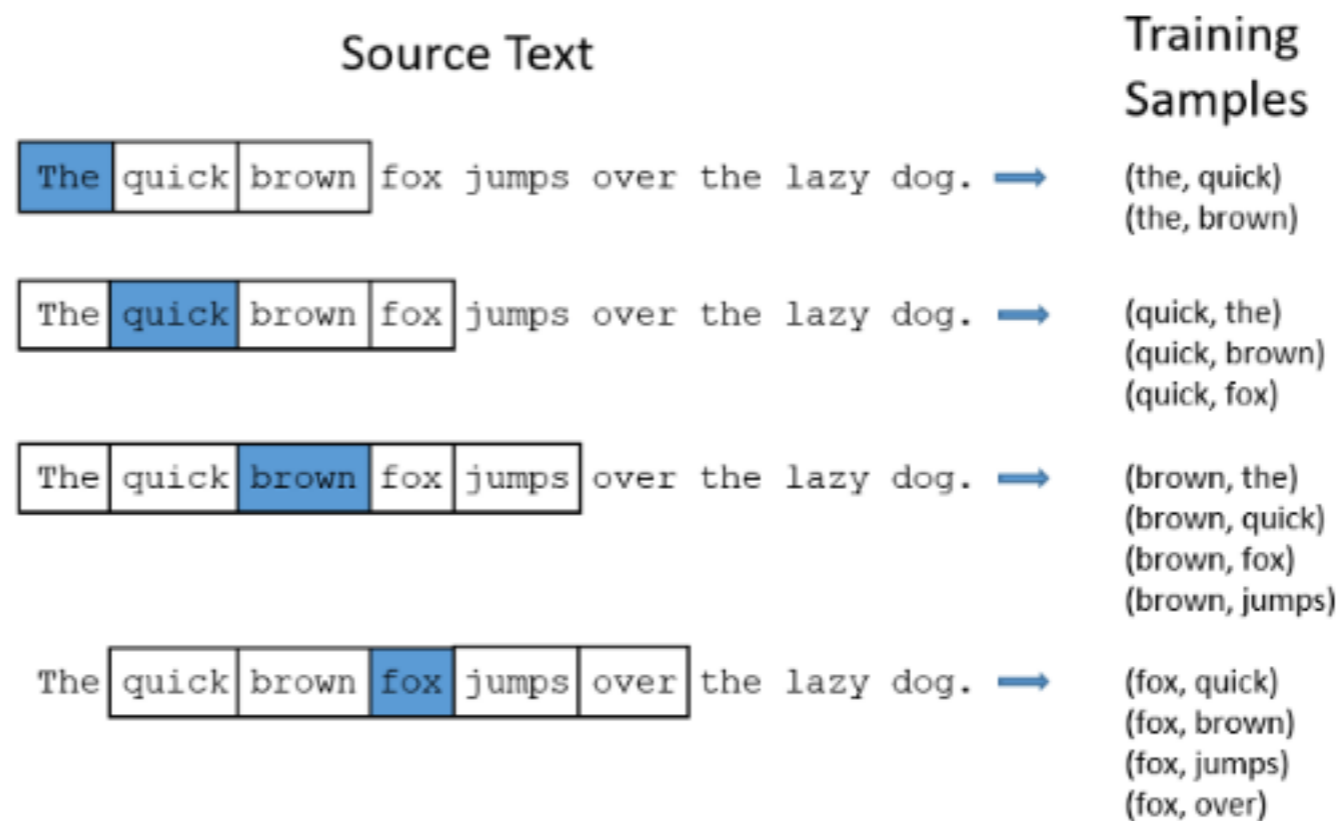 Source Text
Training
Samples
The quick brown fox jumps over the lazy dog.
(the, quick)
(the, brown)
The quick brown fox jumps over the lazy dog.
(quick, the)
(quick, brown)
(quick, fox)
The quick brown fox jumps over the lazy dog.
(brown, the)
(brown, quick)
(brown, fox)
(brown, jumps)
The quick brown fox jumps over the lazy dog.
(fox, quick)
(fox, brown)
(fox, jumps)
(fox, over)